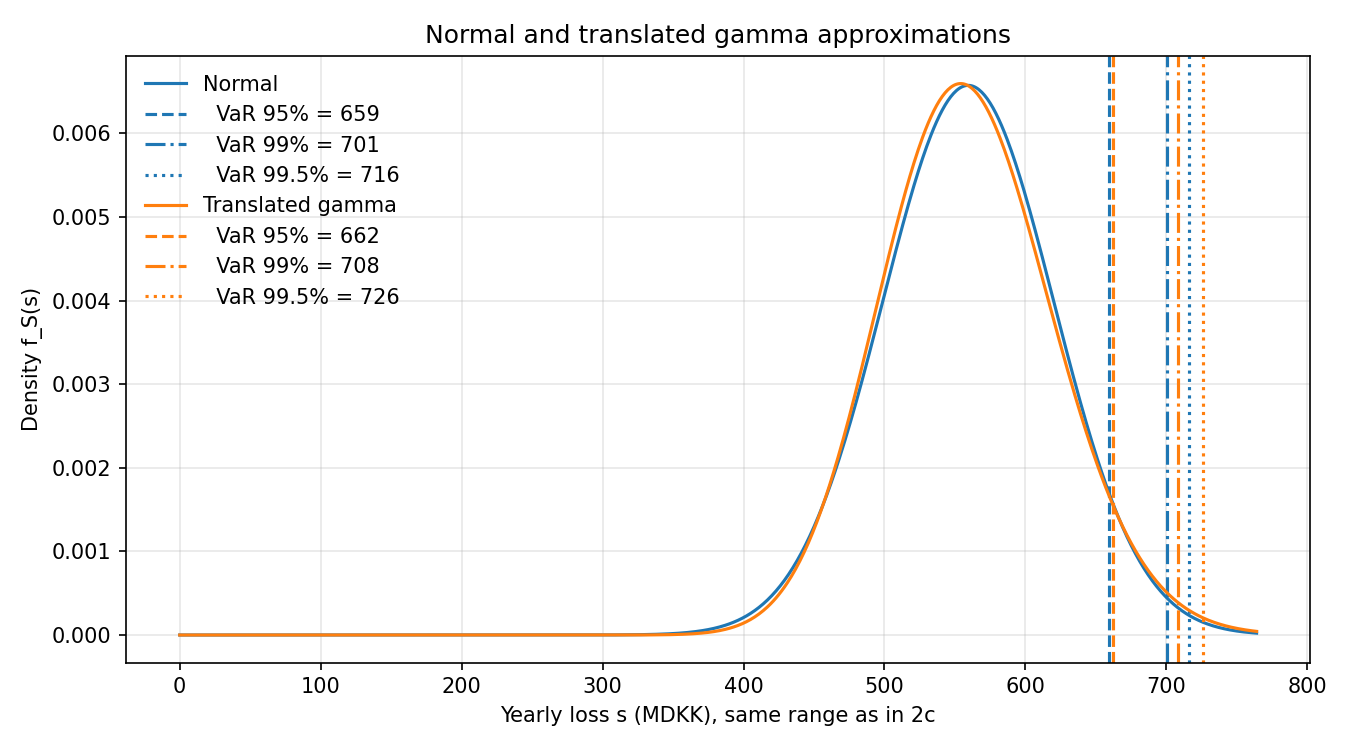 Normal and translated gamma approximations
Normal
VaR 95% = 659
VaR 99% = 701
VaR 99.5% = 716
Translated gamma
VaR 95% = 662
VaR 99% = 708
VaR 99.5% = 726
Density f_S(s)
0.006
0.005
0.004
0.003
0.002
0.001
0.000
0 100 200 300 400 500 600 700 800
Yearly loss s (MDKK), same range as in 2c